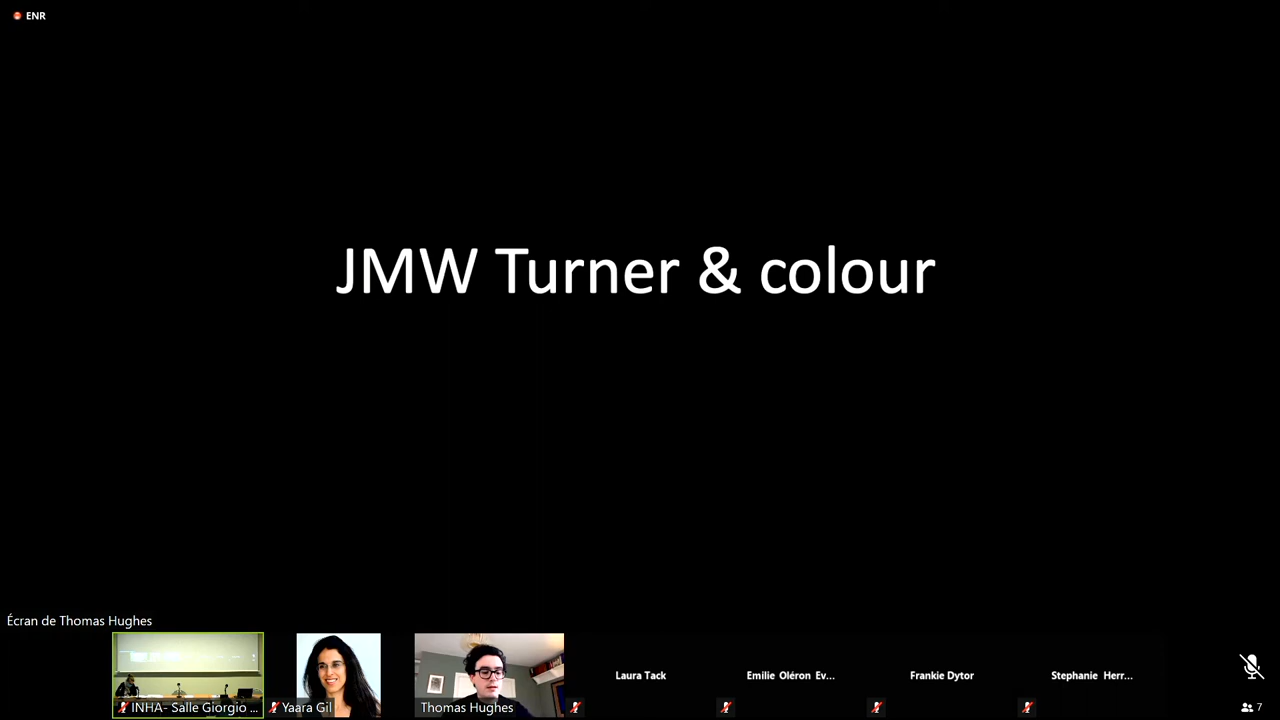 ENR
JMW Turner & colour
Écran de Thomas Hughes
INHA- Salle Giorgio ...
Yaara Gil
Thomas Hughes
Laura Tack
Emilie Oléron Ev...
Frankie Dytor
Stephanie Herr...
7